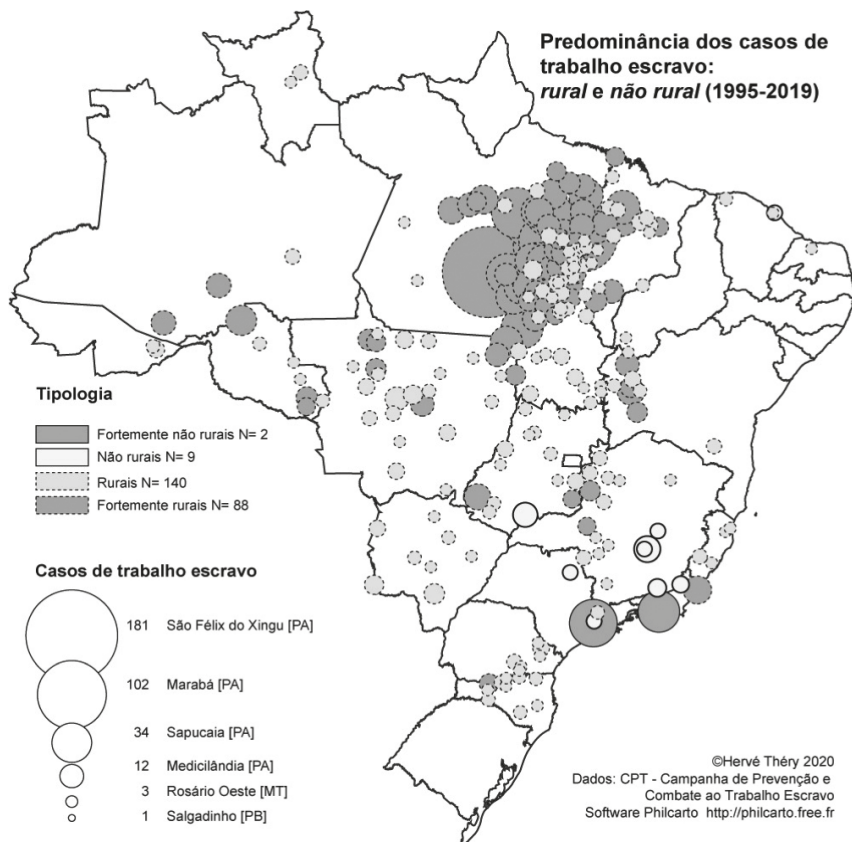 Predominância dos casos de
trabalho escravo:
rural e não rural (1995-2019)
Tipologia
Fortemente não rurais N= 2
Não rurais N= 9
Rurais N= 140
Fortemente rurais N= 88
Casos de trabalho escravo
181 São Félix do Xingu [PA]
102 Marabá [PA]
34 Sapucaia [PA]
12 Medicilândia [PA]
3 Rosário Oeste [MT]
1 Salgadinho [PB]
©Hervé Théry 2020
Dados: CPT - Campanha de Prevenção e
Combate ao Trabalho Escravo
Software Philcarto http://philcarto.free.fr